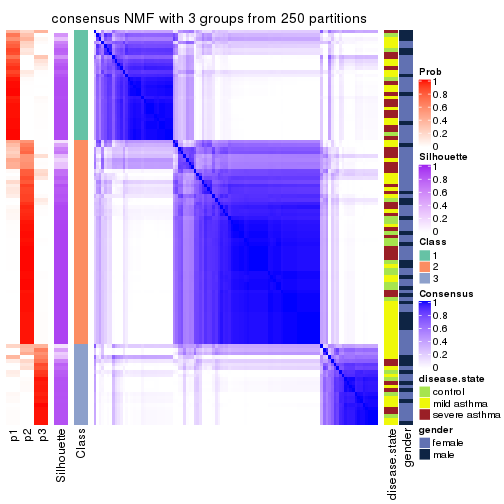 consensus NMF with 3 groups from 250 partitions
Prob
1
0.8
0.6
0.4
0.2
0
Silhouette
1
0.8
0.6
0.4
0.2
0
Class
1
2
3
Consensus
1
0.8
0.6
0.4
0.2
0
disease.state
control
mild asthma
severe asthma
gender
female
male
p1
p2
p3
Silhouette
Class
disease.state
gender